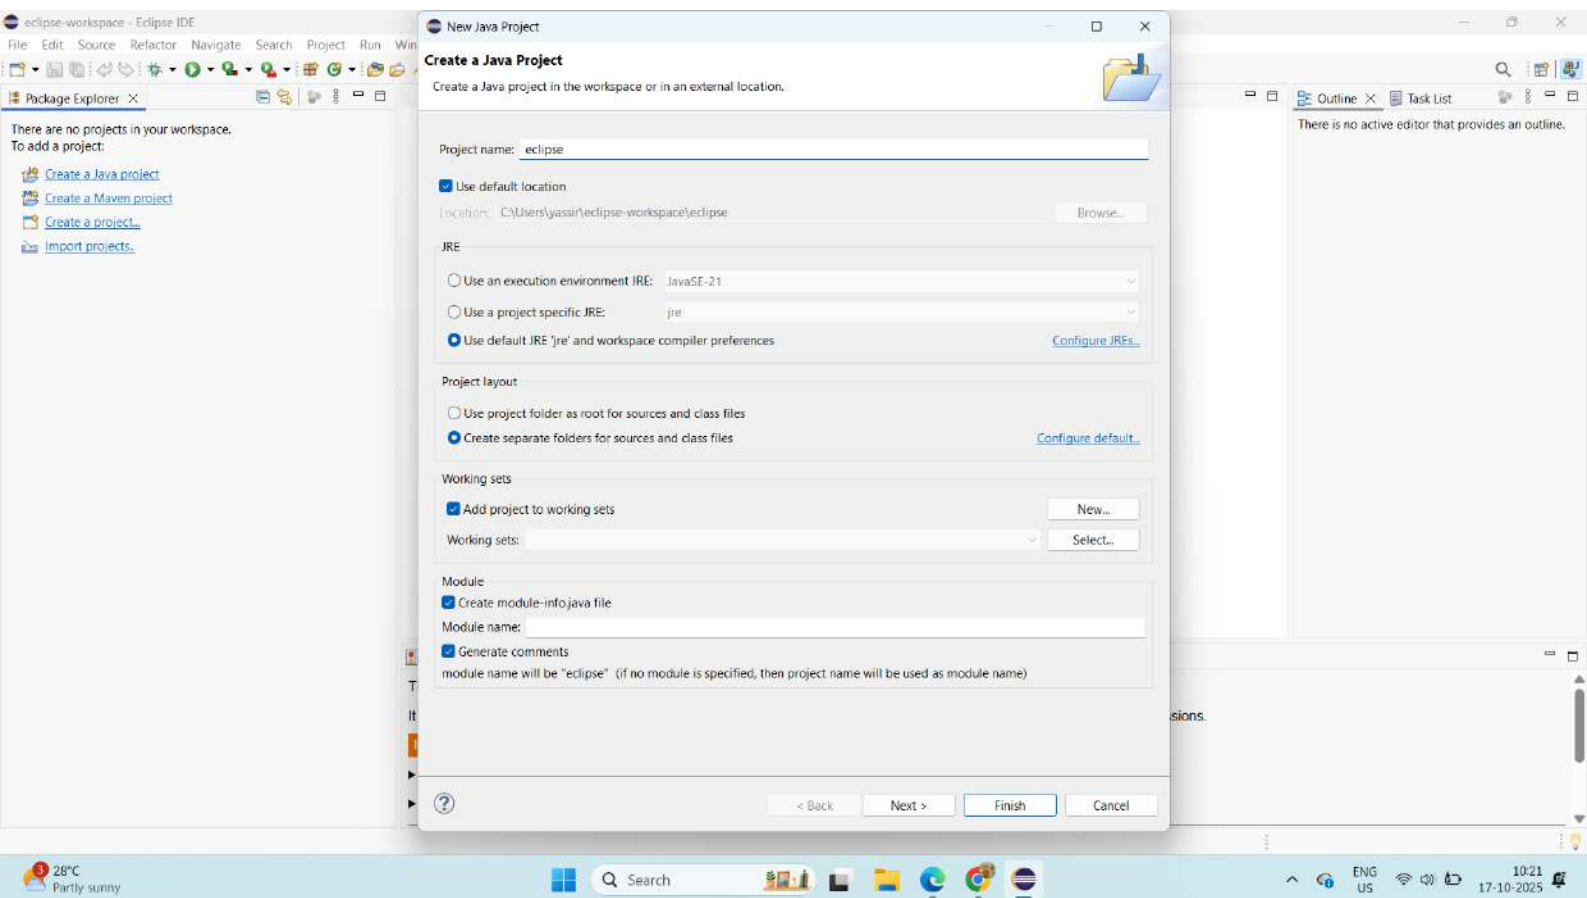 eclipse-workspace - Eclipse IDE
File Edit Source Refactor Navigate Search Project Run Win
Package Explorer
There are no projects in your workspace.
To add a project:
Create a Java project
Create a Maven project
Create a project...
Import projects.
New Java Project
Create a Java Project
Create a Java project in the workspace or in an external location.
Project name: eclipse
Use default location
Location: C:\Users\yassir\eclipse-workspace\eclipse Browse...
JRE
Use an execution environment JRE: JavaSE-21
Use a project specific JRE: jre
Use default JRE 'jre' and workspace compiler preferences Configure JREs...
Project layout
Use project folder as root for sources and class files
Create separate folders for sources and class files Configure default...
Working sets
Add project to working sets New...
Working sets: Select...
Module
Create module-info.java file
Module name:
Generate comments
module name will be "eclipse" (if no module is specified, then project name will be used as module name)
< Back Next > Finish Cancel
Outline Task List
There is no active editor that provides an outline.
T
It
sions.
3 28°C
Partly sunny
Search
ENG
US
10:21
17-10-2025